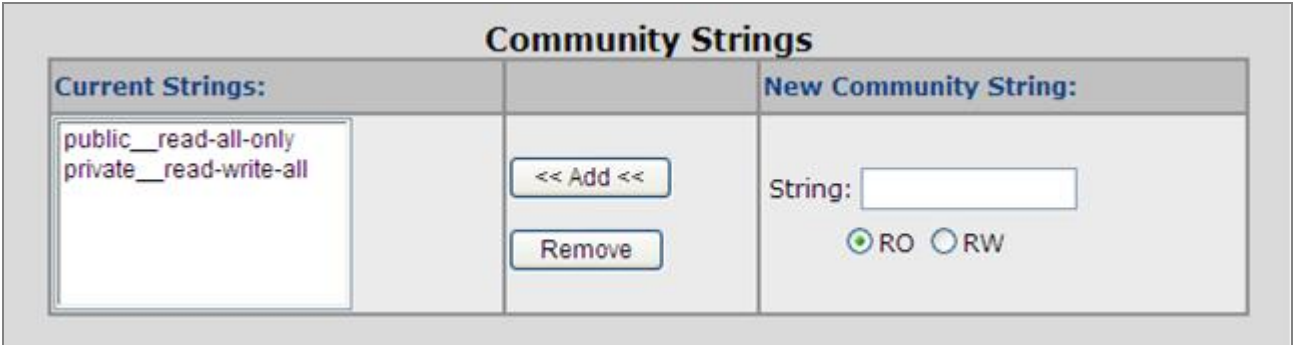 Community Strings
Current Strings:
New Community String:
public__read-all-only
private__read-write-all
<< Add <<
Remove
String:
RO RW